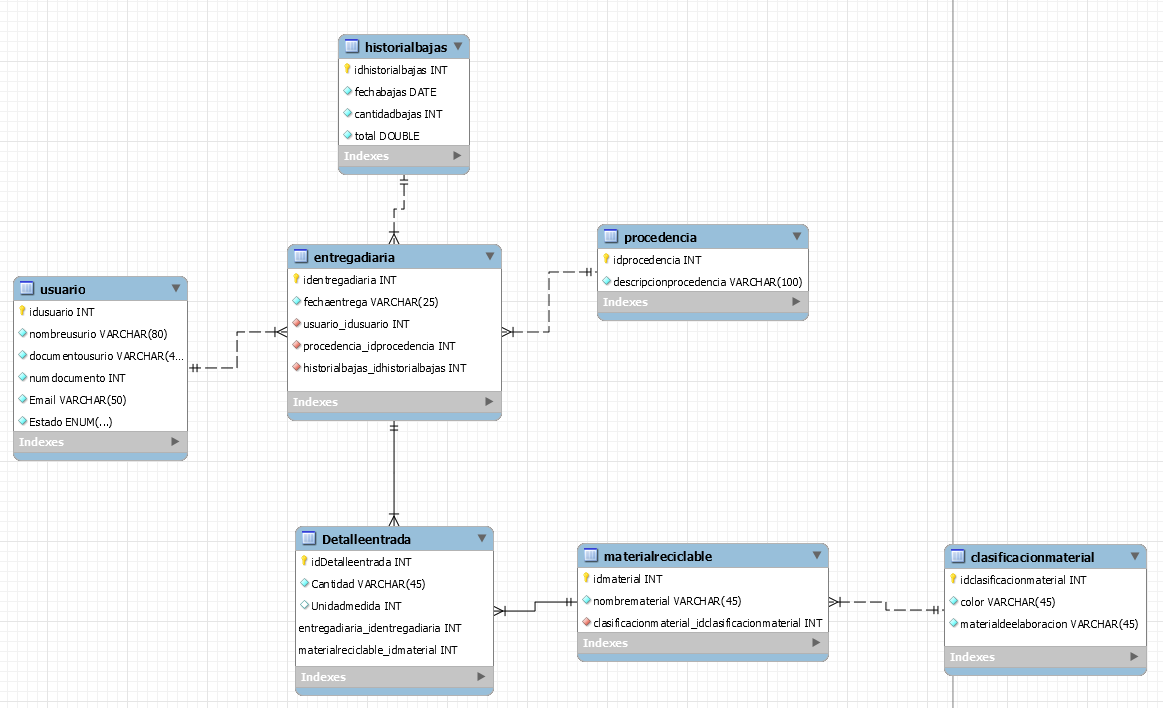 historialbajas
idhistorialbajas INT
fechabajas DATE
cantidadbajas INT
total DOUBLE
Indexes
entregadiaria
identregadiaria INT
fechaentrega VARCHAR(25)
usuario_idusuario INT
procedencia_idprocedencia INT
historialbajas_idhistorialbajas INT
Indexes
procedencia
idprocedencia INT
descripcionprocedencia VARCHAR(100)
Indexes
usuario
idusuario INT
nombreusurio VARCHAR(80)
documentousurio VARCHAR(4...
numdocumento INT
Email VARCHAR(50)
Estado ENUM(...)
Indexes
Detalleentrada
idDetalleentrada INT
Cantidad VARCHAR(45)
Unidadmedida INT
entregadiaria_identregadiaria INT
materialreciclable_idmaterial INT
Indexes
materialreciclable
idmaterial INT
nombrematerial VARCHAR(45)
clasificacionmaterial_idclasificacionmaterial INT
Indexes
clasificacionmaterial
idclasificacionmaterial INT
color VARCHAR(45)
materialdeelaboracion VARCHAR(45)
Indexes